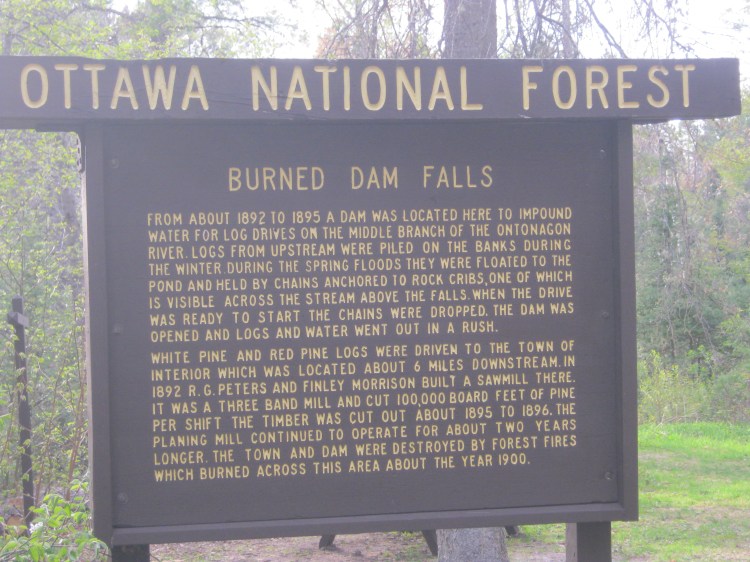 OTTAWA NATIONAL FOREST
BURNED DAM FALLS
FROM ABOUT 1892 TO 1895 A DAM WAS LOCATED HERE TO IMPOUND
WATER FOR LOG DRIVES ON THE MIDDLE BRANCH OF THE ONTONAGON
RIVER. LOGS FROM UPSTREAM WERE PILED ON THE BANKS DURING
THE WINTER. DURING THE SPRING FLOODS THEY WERE FLOATED TO THE
POND AND HELD BY CHAINS ANCHORED TO ROCK CRIBS, ONE OF WHICH
IS VISIBLE ACROSS THE STREAM ABOVE THE FALLS. WHEN THE DRIVE
WAS READY TO START THE CHAINS WERE DROPPED. THE DAM WAS
OPENED AND LOGS AND WATER WENT OUT IN A RUSH.
WHITE PINE AND RED PINE LOGS WERE DRIVEN TO THE TOWN OF
INTERIOR WHICH WAS LOCATED ABOUT 6 MILES DOWNSTREAM. IN
1892 R.G. PETERS AND FINLEY MORRISON BUILT A SAWMILL THERE.
IT WAS A THREE BAND MILL AND CUT 100,000 BOARD FEET OF PINE
PER SHIFT THE TIMBER WAS CUT OUT ABOUT 1895 TO 1896. THE
PLANING MILL CONTINUED TO OPERATE FOR ABOUT TWO YEARS
LONGER. THE TOWN AND DAM WERE DESTROYED BY FOREST FIRES
WHICH BURNED ACROSS THIS AREA ABOUT THE YEAR 1900.